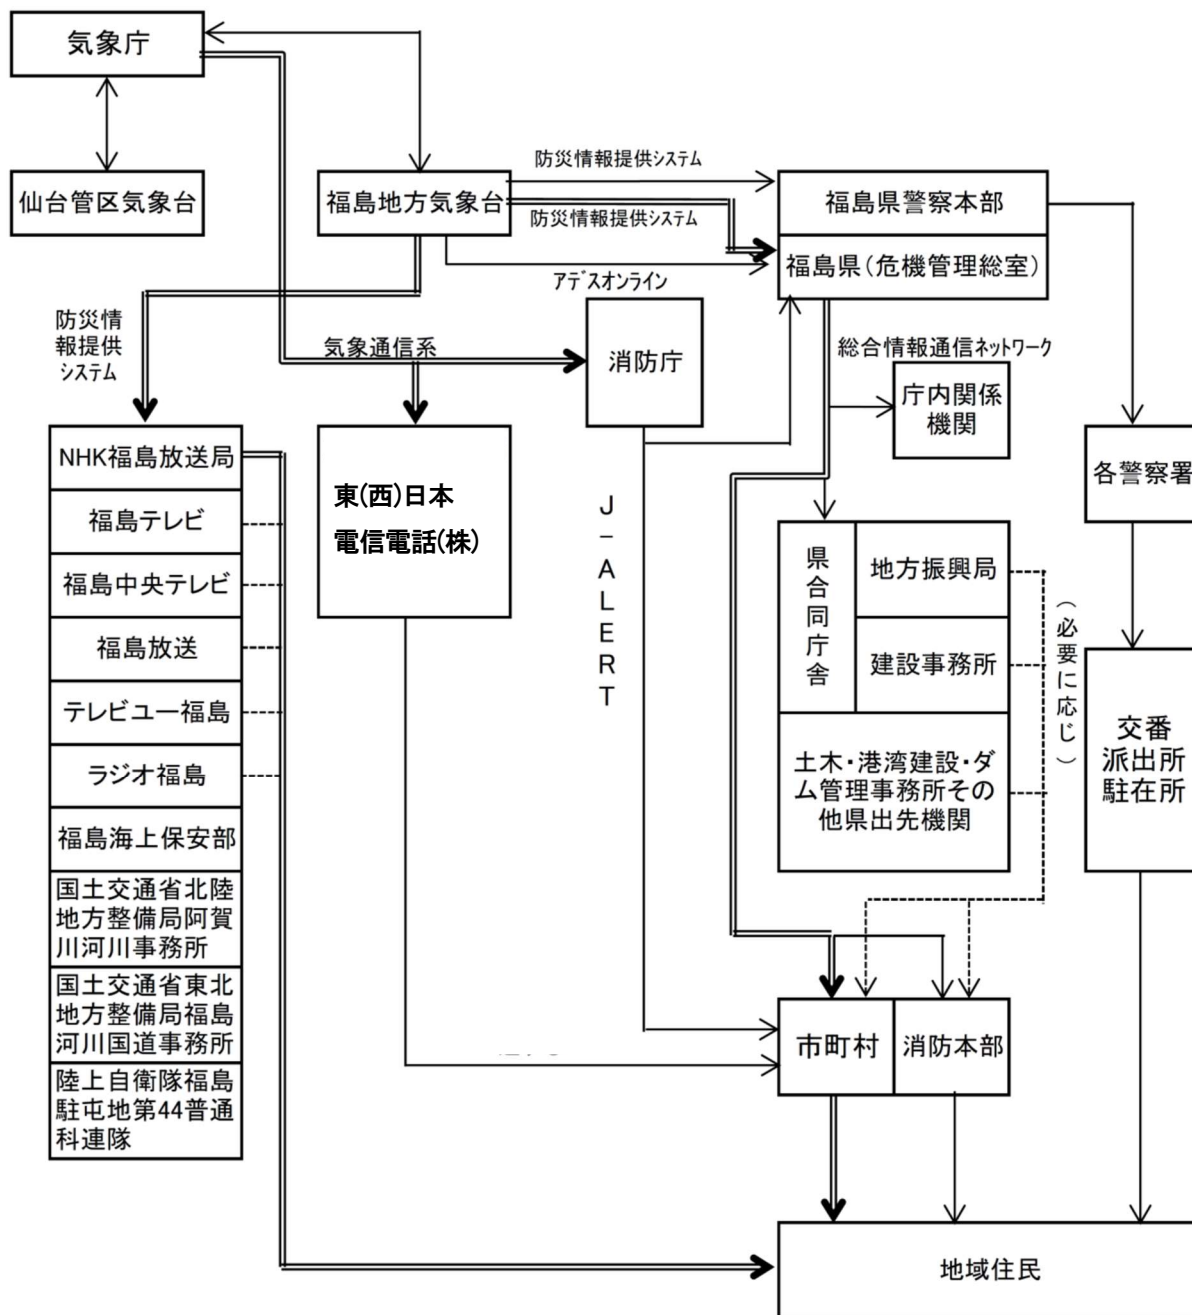 気象庁
仙台管区気象台
福島地方気象台
防災情報提供システム
防災情報提供システム
アデスオンライン
福島県警察本部
福島県(危機管理総室)
防災情
報提供
システム
気象通信系
消防庁
総合情報通信ネットワーク
庁内関係
機関
各警察署
NHK福島放送局
福島テレビ
福島中央テレビ
福島放送
テレビユー福島
ラジオ福島
福島海上保安部
国土交通省北陸
地方整備局阿賀
川河川事務所
国土交通省東北
地方整備局福島
河川国道事務所
陸上自衛隊福島
駐屯地第44普通
科連隊
東(西)日本
電信電話(株)
J-ALERT
県合同庁舎
地方振興局
建設事務所
土木・港湾建設・ダ
ム管理事務所その
他県出先機関
(必要に応じ)
交番
派出所
駐在所
市町村
消防本部
地域住民